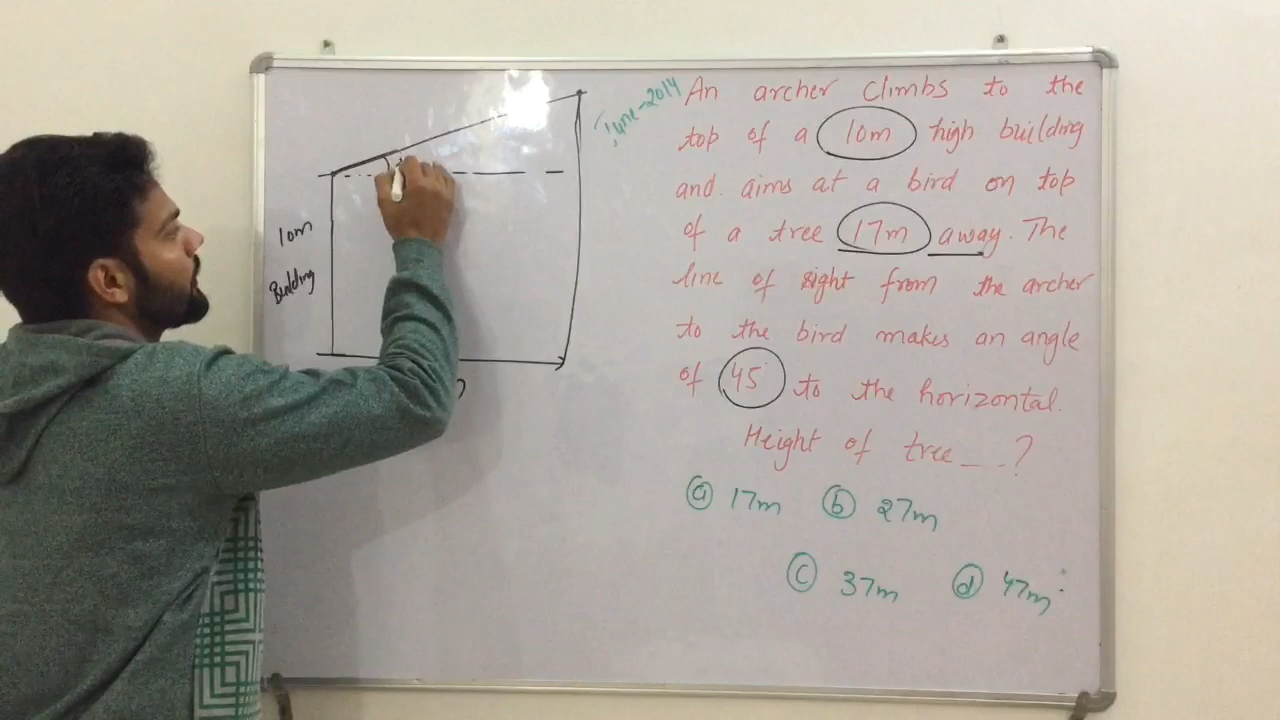 June-2014
An archer climbs to the
top of a 10m high building
and. aims at a bird on top
of a tree 17m away. The
line of sight from the archer
to the bird makes an angle
of 45° to the horizontal.
Height of tree ---?
ⓐ 17m ⓑ 27m
ⓒ 37m ⓓ 47m
10m
Building